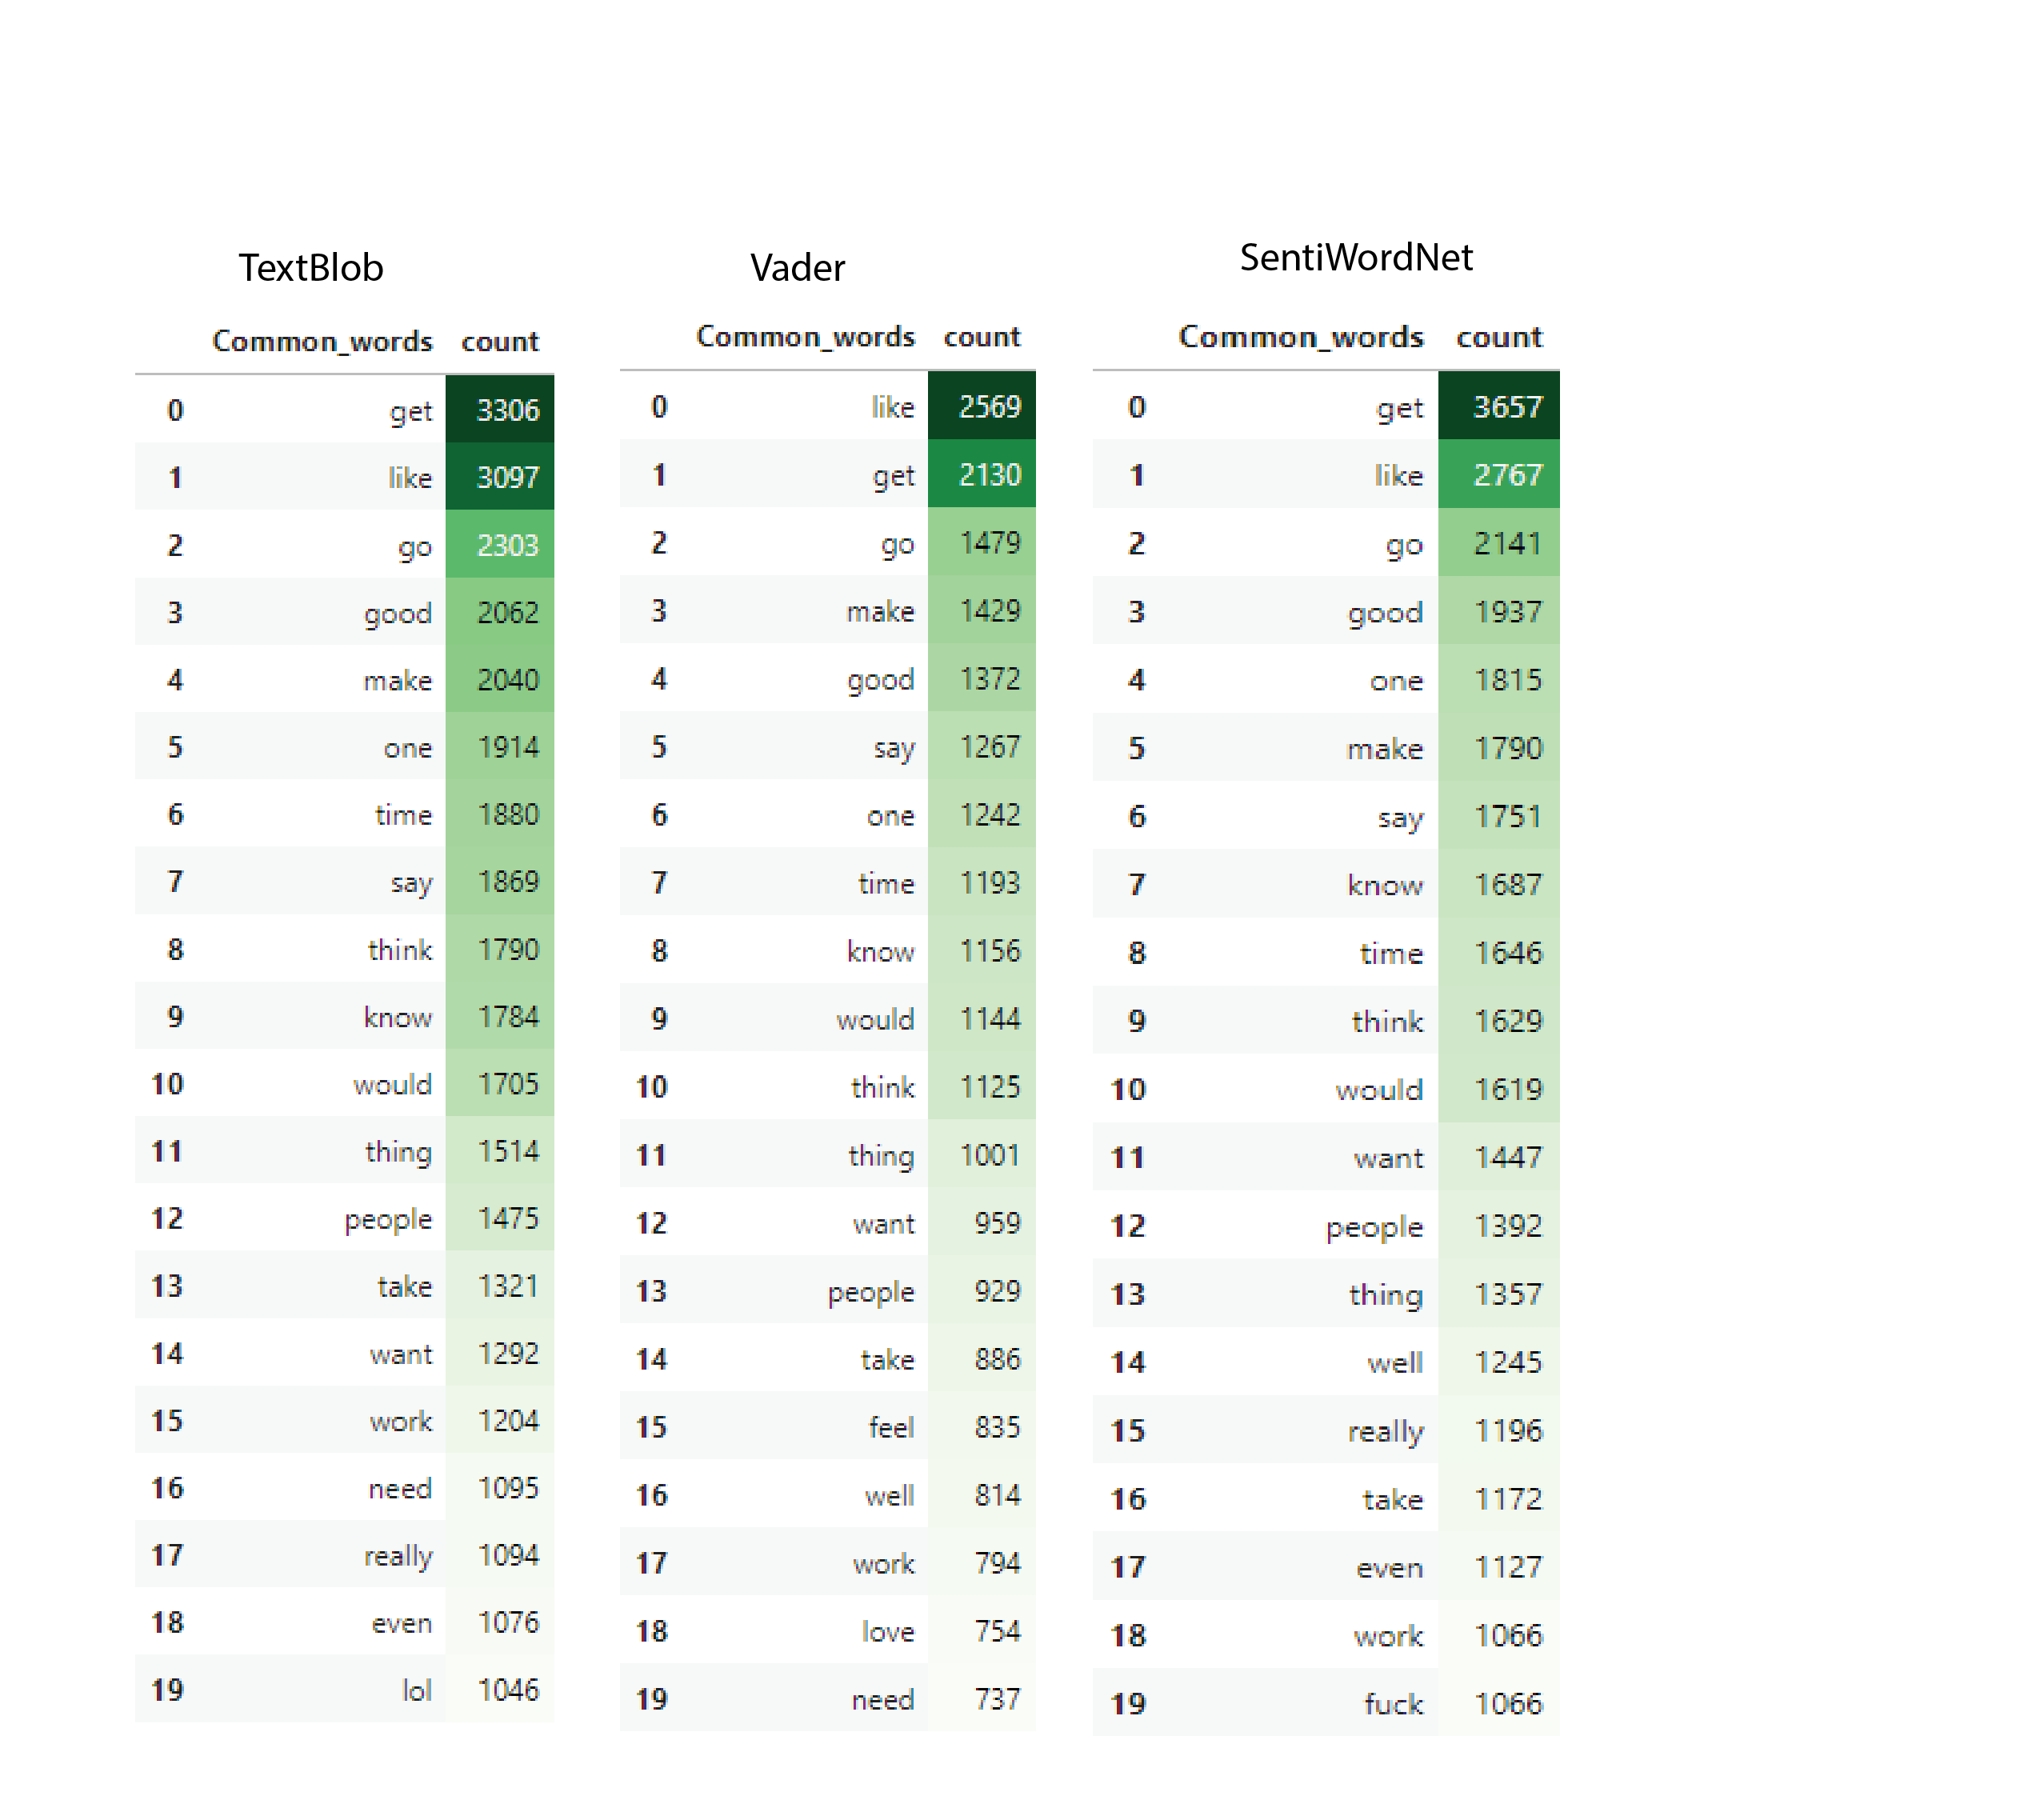 TextBlob
Common_words count
0 get 3306
1 like 3097
2 go 2303
3 good 2062
4 make 2040
5 one 1914
6 time 1880
7 say 1869
8 think 1790
9 know 1784
10 would 1705
11 thing 1514
12 people 1475
13 take 1321
14 want 1292
15 work 1204
16 need 1095
17 really 1094
18 even 1076
19 lol 1046
Vader
Common_words count
0 like 2569
1 get 2130
2 go 1479
3 make 1429
4 good 1372
5 say 1267
6 one 1242
7 time 1193
8 know 1156
9 would 1144
10 think 1125
11 thing 1001
12 want 959
13 people 929
14 take 886
15 feel 835
16 well 814
17 work 794
18 love 754
19 need 737
SentiWordNet
Common_words count
0 get 3657
1 like 2767
2 go 2141
3 good 1937
4 one 1815
5 make 1790
6 say 1751
7 know 1687
8 time 1646
9 think 1629
10 would 1619
11 want 1447
12 people 1392
13 thing 1357
14 well 1245
15 really 1196
16 take 1172
17 even 1127
18 work 1066
19 fuck 1066